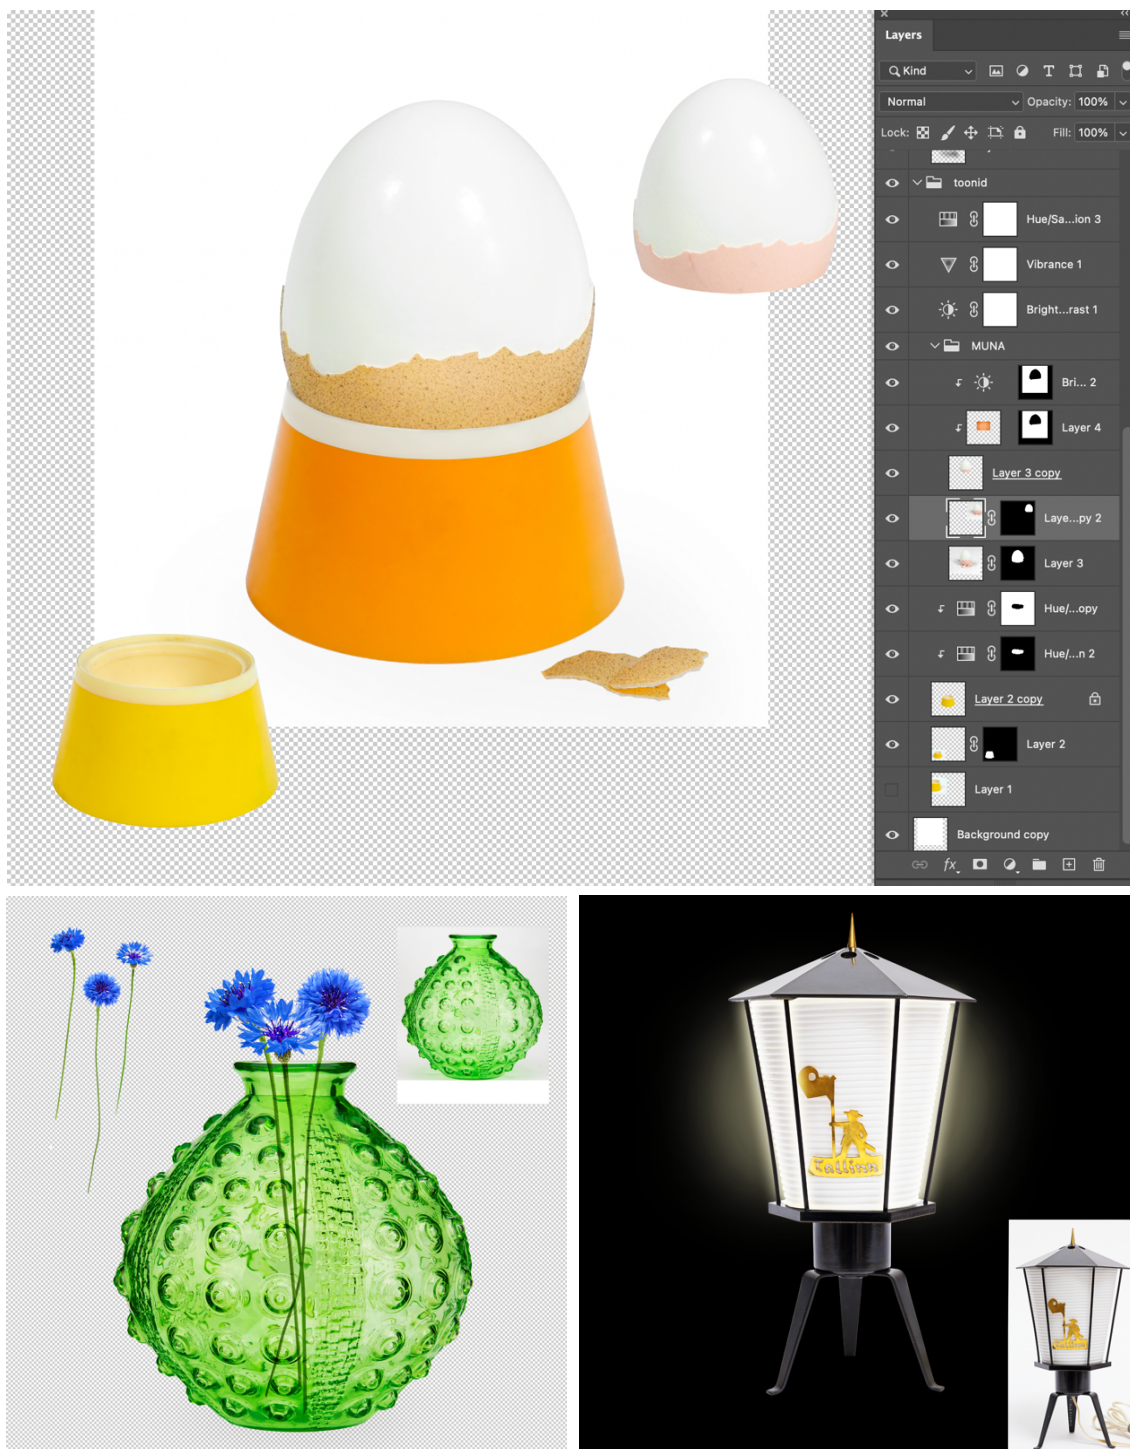 Layers
Kind
Normal
Opacity: 100%
Lock:
Fill: 100%
toonid
Hue/Sa...ion 3
Vibrance 1
Bright...rast 1
MUNA
Bri... 2
Layer 4
Layer 3 copy
Laye...py 2
Layer 3
Hue/...opy
Hue/...n 2
Layer 2 copy
Layer 2
Layer 1
Background copy
fx
Tallinn